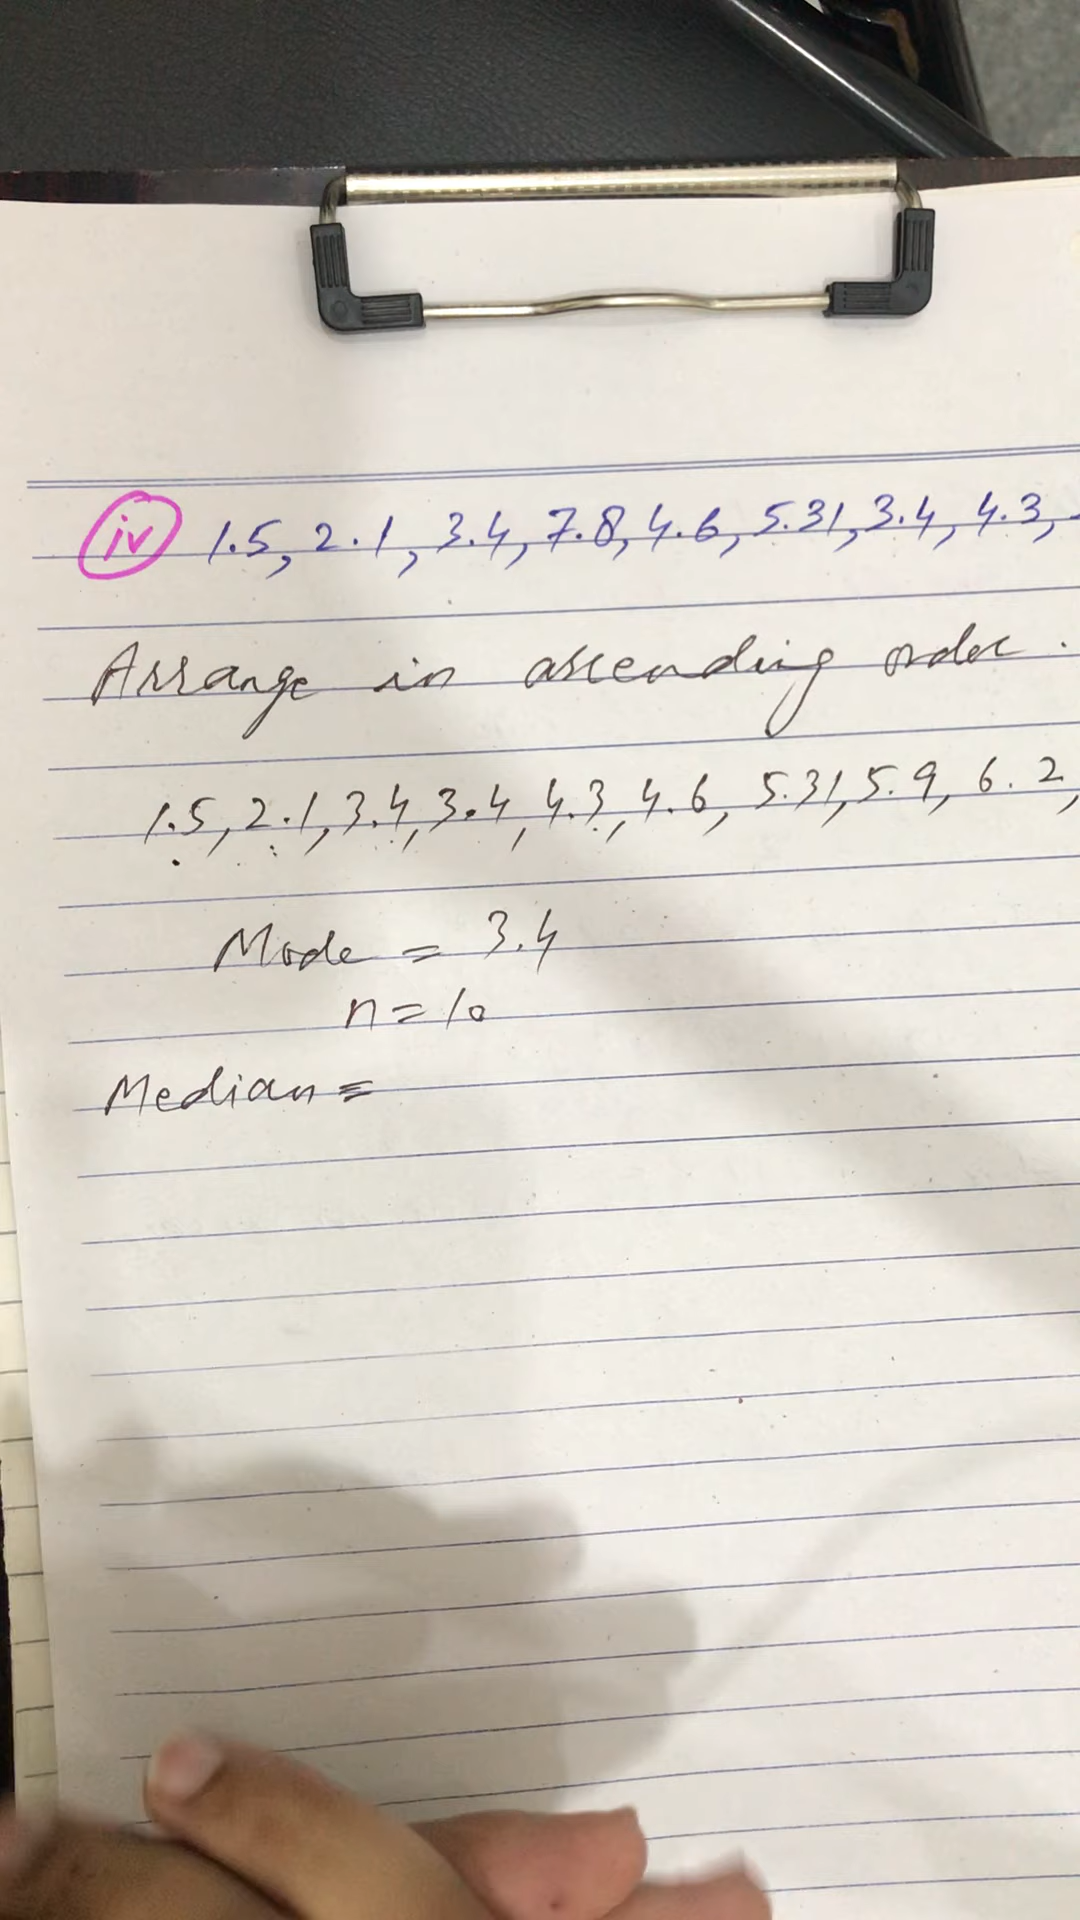 iv 1.5, 2.1, 3.4, 7.8, 4.6, 5.31, 3.4, 4.3,
Arrange in ascending order.
1.5, 2.1, 3.4, 3.4, 4.3, 4.6, 5.31, 5.9, 6.2,
Mode = 3.4
n = 10
Median =